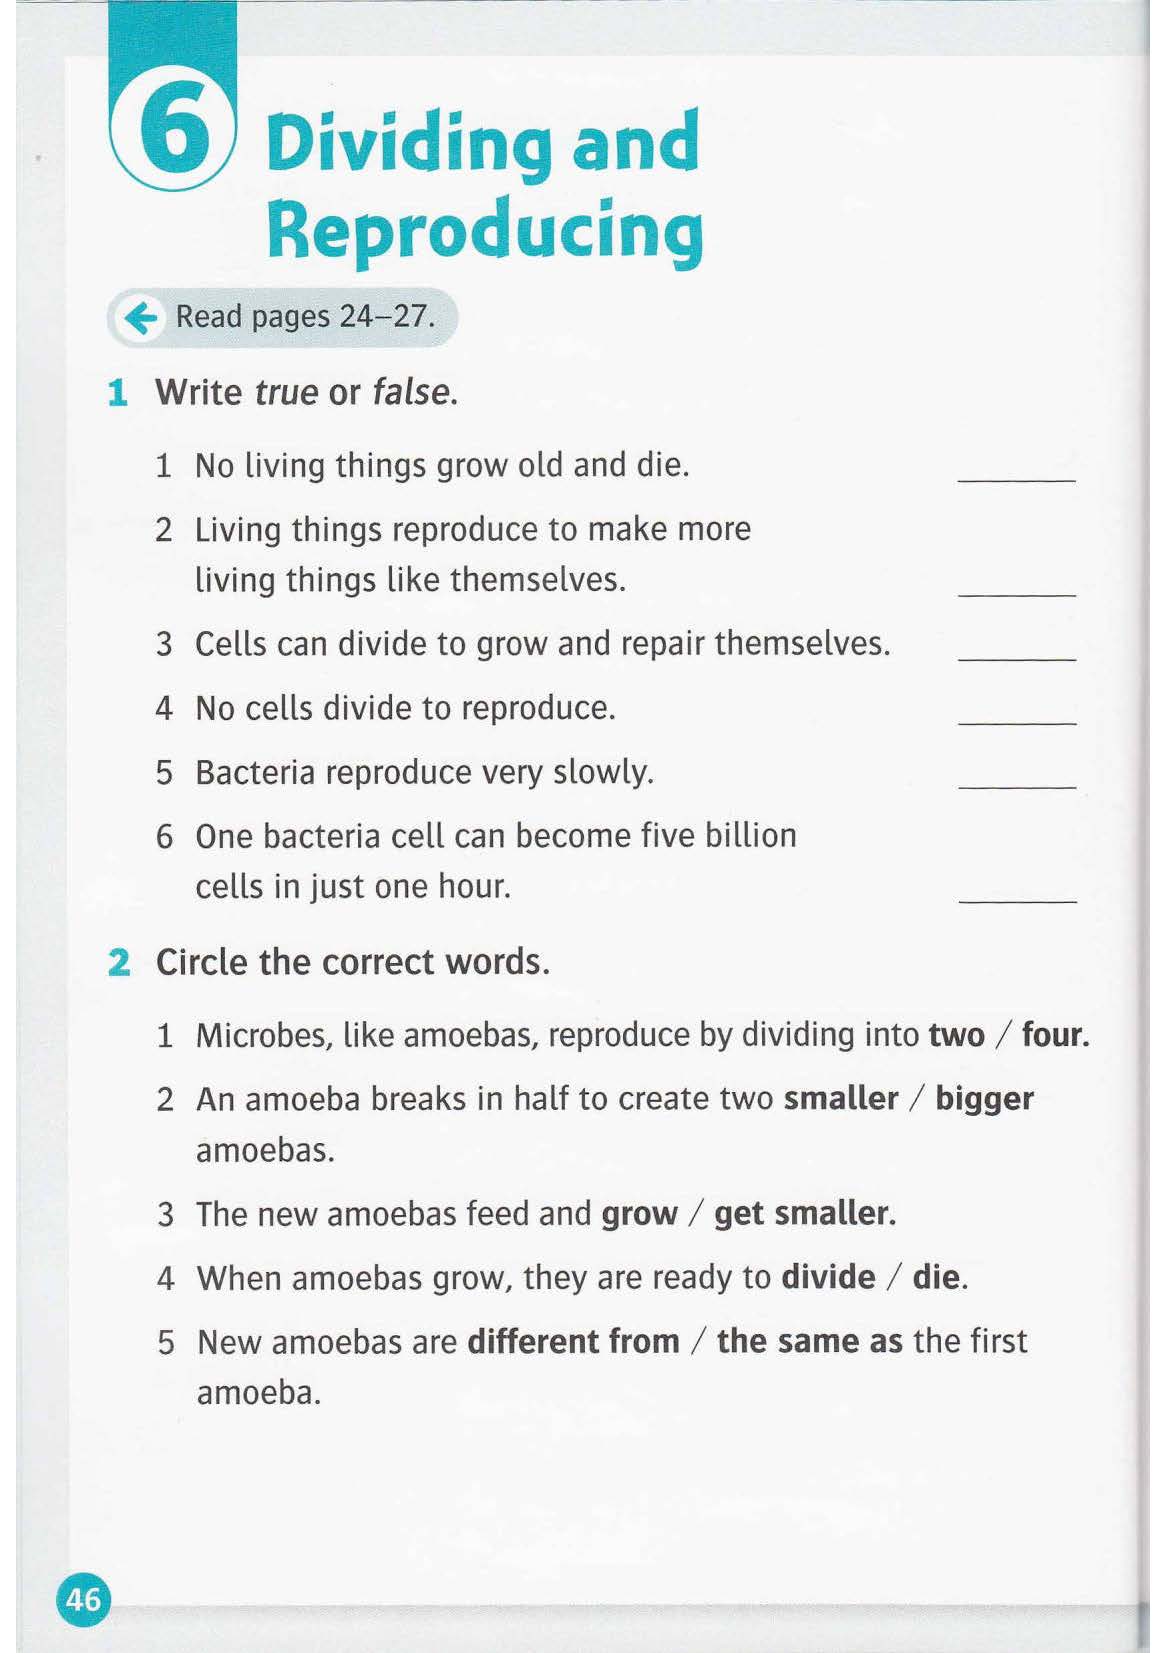 6
Dividing and
Reproducing
Read pages 24–27.
1 Write true or false.
1 No living things grow old and die.
2 Living things reproduce to make more
living things like themselves.
3 Cells can divide to grow and repair themselves.
4 No cells divide to reproduce.
5 Bacteria reproduce very slowly.
6 One bacteria cell can become five billion
cells in just one hour.
2 Circle the correct words.
1 Microbes, like amoebas, reproduce by dividing into two / four.
2 An amoeba breaks in half to create two smaller / bigger
amoebas.
3 The new amoebas feed and grow / get smaller.
4 When amoebas grow, they are ready to divide / die.
5 New amoebas are different from / the same as the first
amoeba.
46